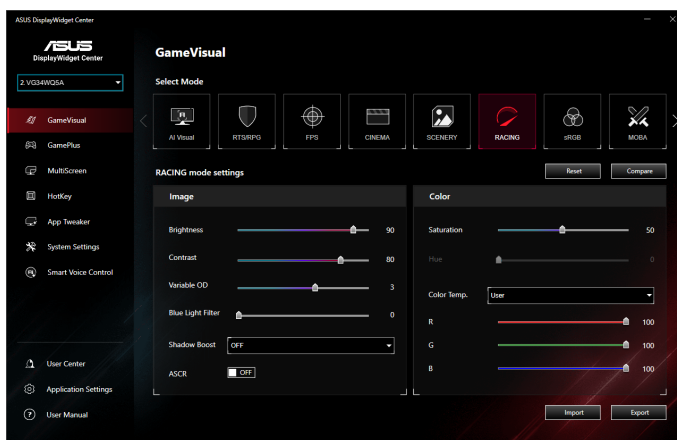 ASUS DisplayWidget Center
ASUS
DisplayWidget Center
2.VG34WQ5A
GameVisual
GamePlus
MultiScreen
HotKey
App Tweaker
System Settings
Smart Voice Control
User Center
Application Settings
User Manual
GameVisual
Select Mode
AI Visual RTS/RPG FPS CINEMA SCENERY RACING sRGB MOBA
RACING mode settings Reset Compare
Image
Brightness 90
Contrast 80
Variable OD 3
Blue Light Filter 0
Shadow Boost OFF
ASCR OFF
Color
Saturation 50
Hue 0
Color Temp. User
R 100
G 100
B 100
Import Export